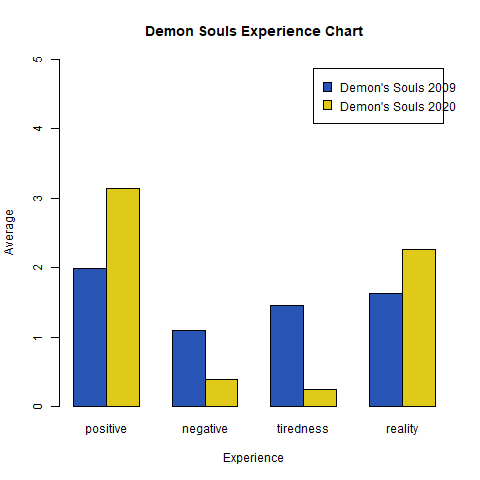 Demon Souls Experience Chart
Demon's Souls 2009
Demon's Souls 2020
5
4
3
2
1
0
Average
positive negative tiredness reality
Experience